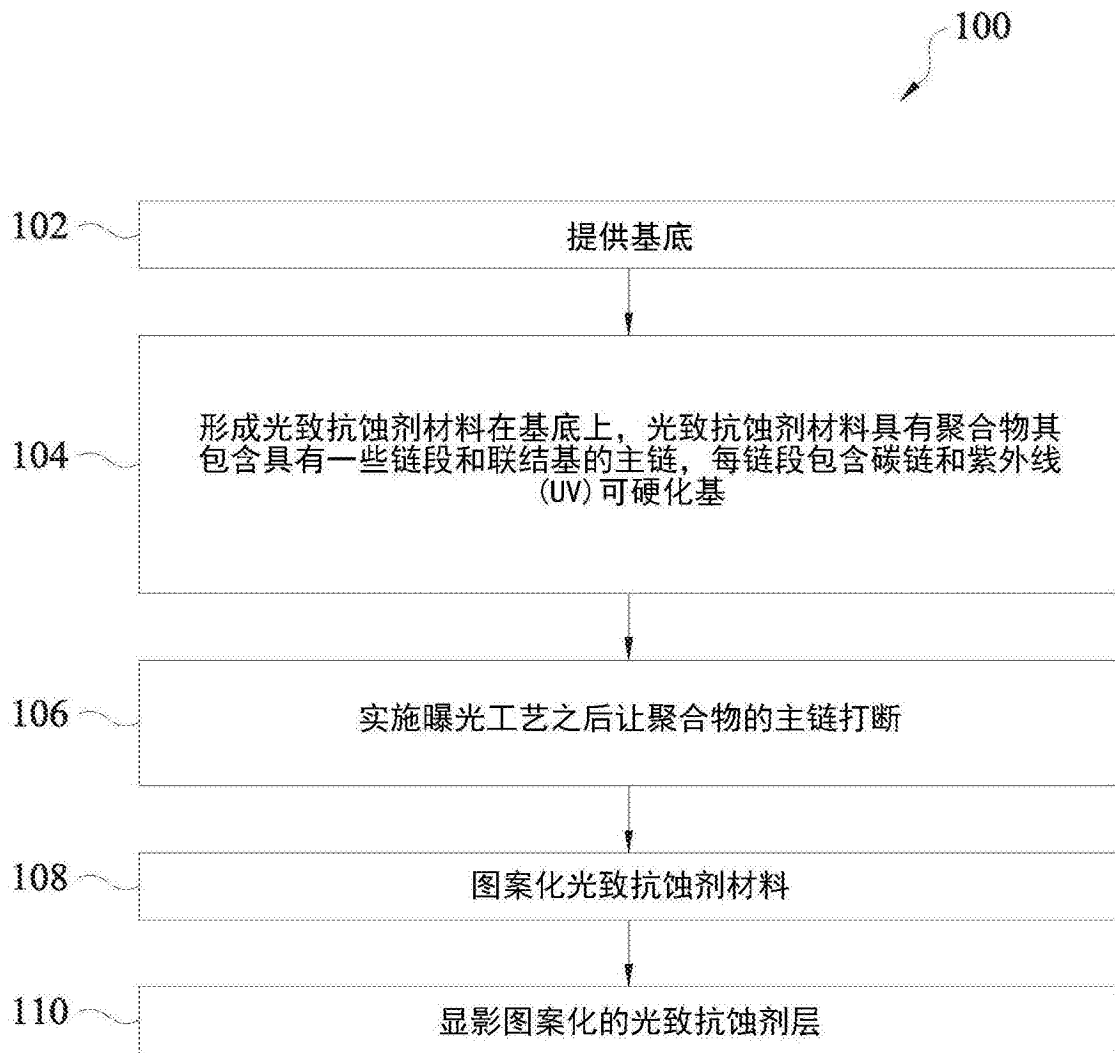 100
102
提供基底
104
形成光致抗蚀剂材料在基底上，光致抗蚀剂材料具有聚合物其
包含具有一些链段和联结基的主链，每链段包含碳链和紫外线
(UV)可硬化基
106
实施曝光工艺之后让聚合物的主链打断
108
图案化光致抗蚀剂材料
110
显影图案化的光致抗蚀剂层